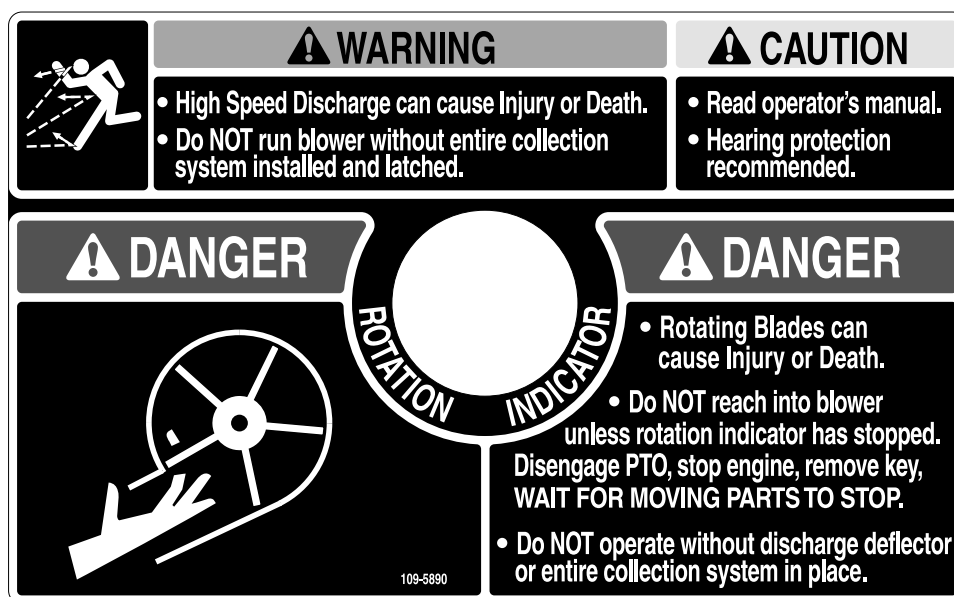 WARNING
• High Speed Discharge can cause Injury or Death.
• Do NOT run blower without entire collection
system installed and latched.
CAUTION
• Read operator's manual.
• Hearing protection
recommended.
DANGER
109-5890
ROTATION INDICATOR
DANGER
• Rotating Blades can
cause Injury or Death.
• Do NOT reach into blower
unless rotation indicator has stopped.
Disengage PTO, stop engine, remove key,
WAIT FOR MOVING PARTS TO STOP.
• Do NOT operate without discharge deflector
or entire collection system in place.